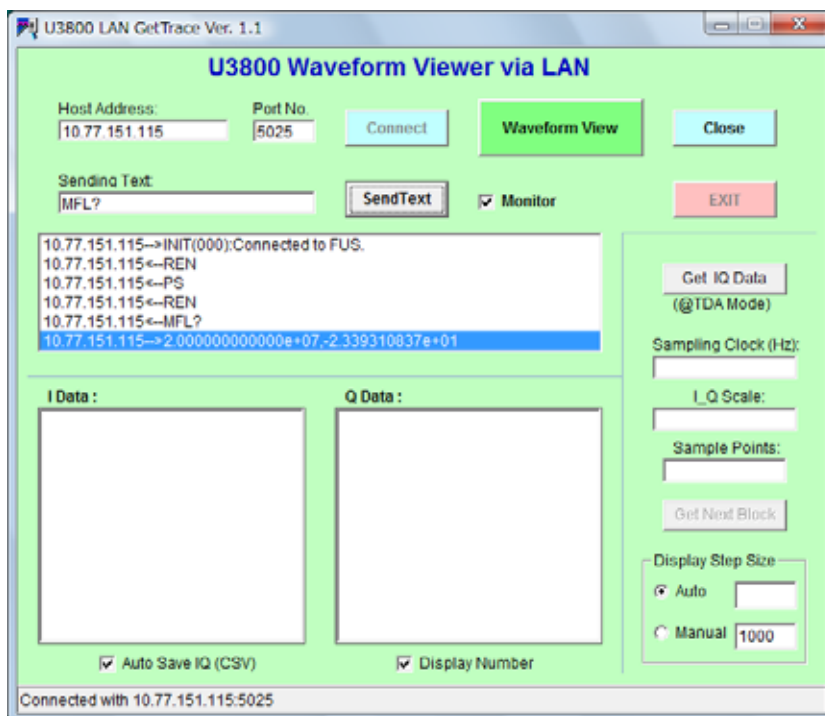 U3800 LAN GetTrace Ver. 1.1
U3800 Waveform Viewer via LAN
Host Address: Port No.
10.77.151.115 5025 Connect Waveform View Close
Sending Text:
MFL? SendText Monitor EXIT
10.77.151.115-->INIT(000):Connected to FUS.
10.77.151.115<--REN
10.77.151.115<--PS
10.77.151.115<--REN
10.77.151.115<--MFL?
10.77.151.115-->2.000000000000e+07,-2.339310837e+01
Get IQ Data
(@TDA Mode)
Sampling Clock (Hz):
I_Q Scale:
Sample Points:
Get Next Block
Display Step Size
Auto
Manual 1000
I Data : Q Data :
Auto Save IQ (CSV) Display Number
Connected with 10.77.151.115:5025